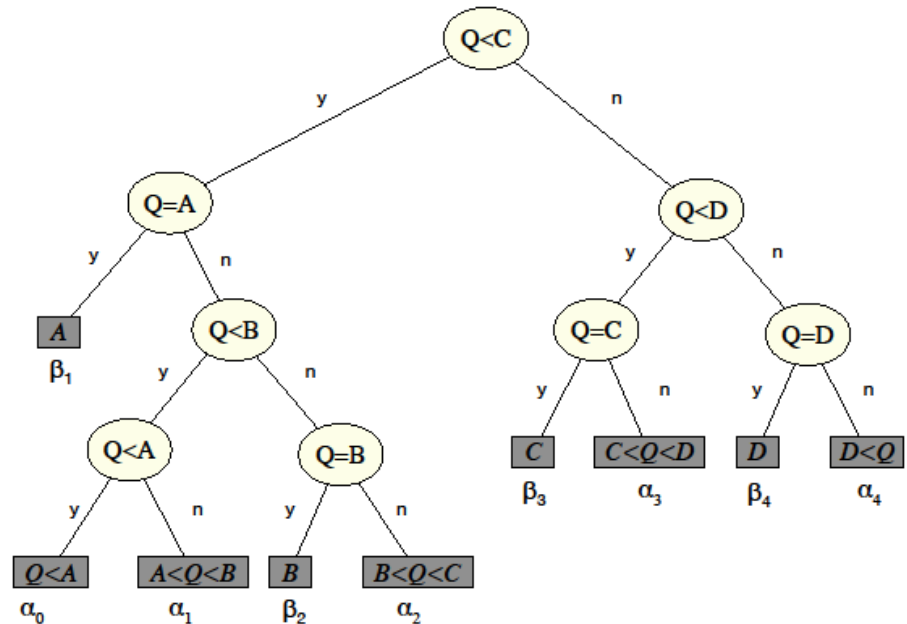 Q<C
y n
Q=A Q<D
y n y n
A Q<B Q=C Q=D
β₁
y n y n y n
Q<A Q=B C C<Q<D D D<Q
β₃ α₃ β₄ α₄
y n y n
Q<A A<Q<B B B<Q<C
α₀ α₁ β₂ α₂